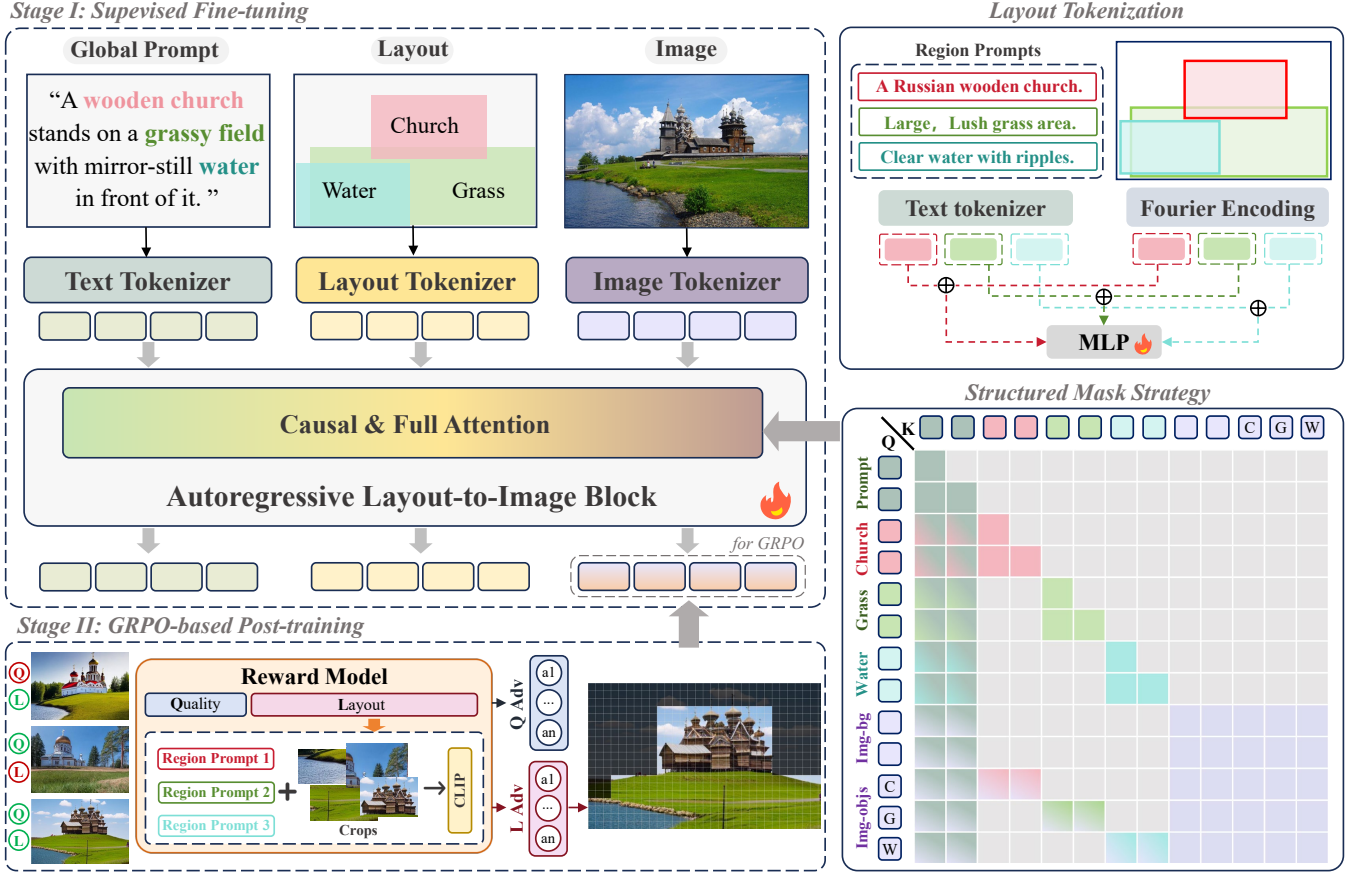 Stage I: Supevised Fine-tuning
Global Prompt
Layout
Image
“A wooden church
stands on a grassy field
with mirror-still water
in front of it. ”
Church
Water
Grass
Text Tokenizer
Layout Tokenizer
Image Tokenizer
Causal & Full Attention
Autoregressive Layout-to-Image Block
for GRPO
Stage II: GRPO-based Post-training
Q
L
Q
L
Q
L
Reward Model
Quality
Layout
Region Prompt 1
Region Prompt 2
Region Prompt 3
+
Crops
CLIP
Q Adv
a1
...
an
L Adv
a1
...
an
Layout Tokenization
Region Prompts
A Russian wooden church.
Large, Lush grass area.
Clear water with ripples.
Text tokenizer
Fourier Encoding
MLP
Structured Mask Strategy
K
Q
C
G
W
Prompt
Church
Grass
Water
Img-bg
Img-objs
C
G
W